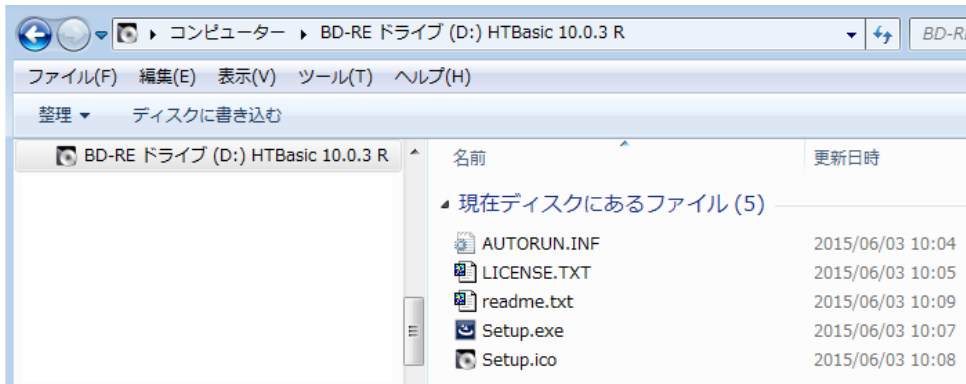 コンピューター ▸ BD-RE ドライブ (D:) HTBasic 10.0.3 R
BD-RE
ファイル(F) 編集(E) 表示(V) ツール(T) ヘルプ(H)
整理 ディスクに書き込む
BD-RE ドライブ (D:) HTBasic 10.0.3 R
名前 更新日時
現在ディスクにあるファイル (5)
AUTORUN.INF 2015/06/03 10:04
LICENSE.TXT 2015/06/03 10:05
readme.txt 2015/06/03 10:09
Setup.exe 2015/06/03 10:07
Setup.ico 2015/06/03 10:08